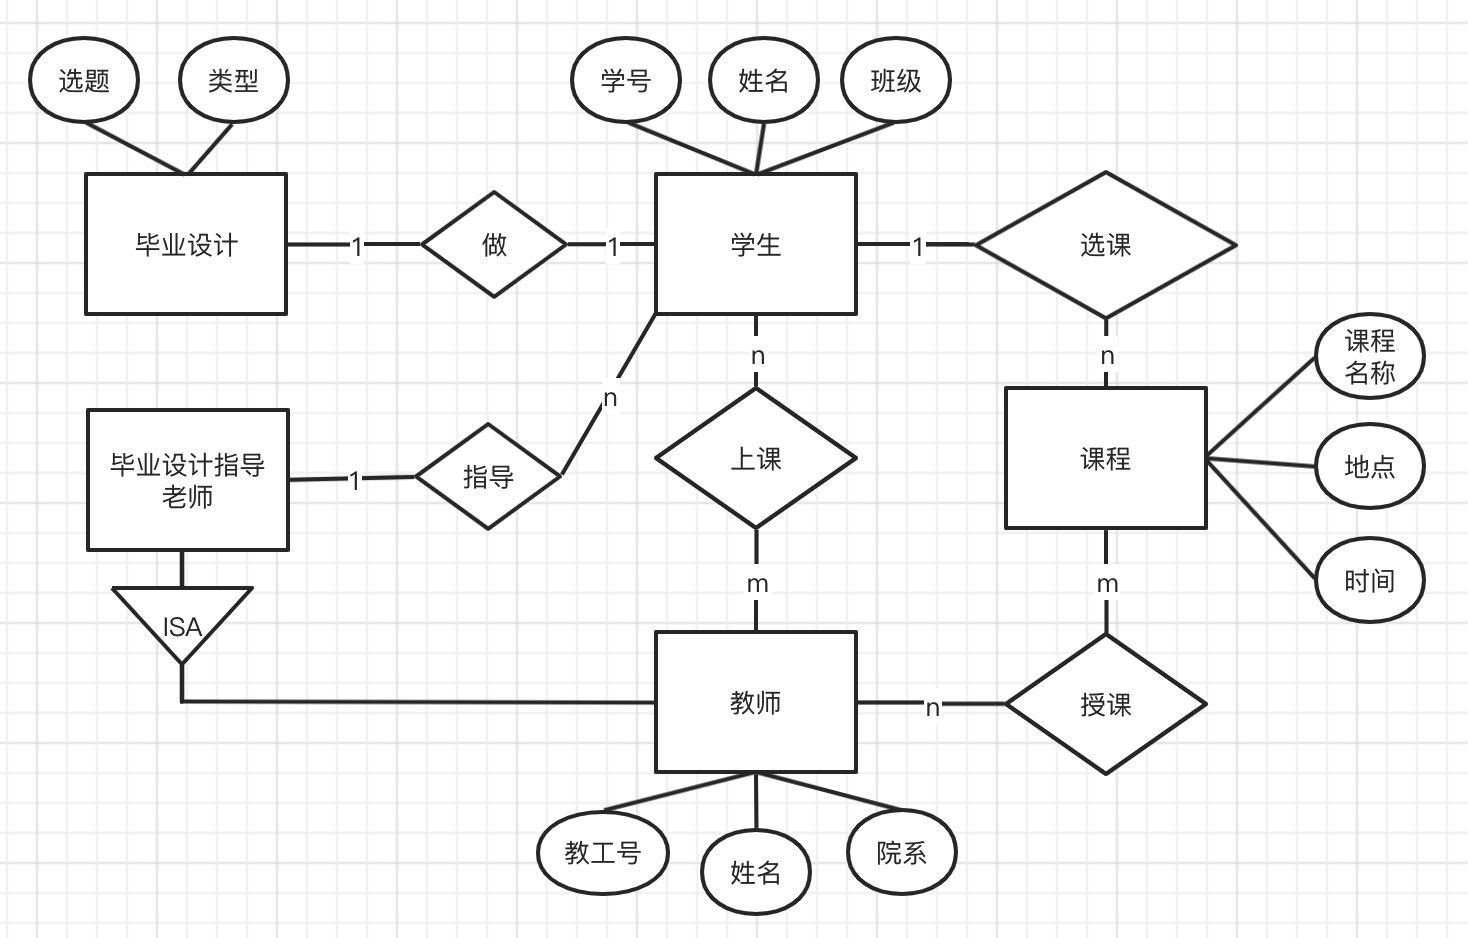 选题
类型
学号
姓名
班级
毕业设计
1
做
1
学生
1
选课
n
n
n
课程
名称
毕业设计指导
老师
1
指导
上课
课程
地点
时间
m
m
ISA
教师
n
授课
教工号
姓名
院系